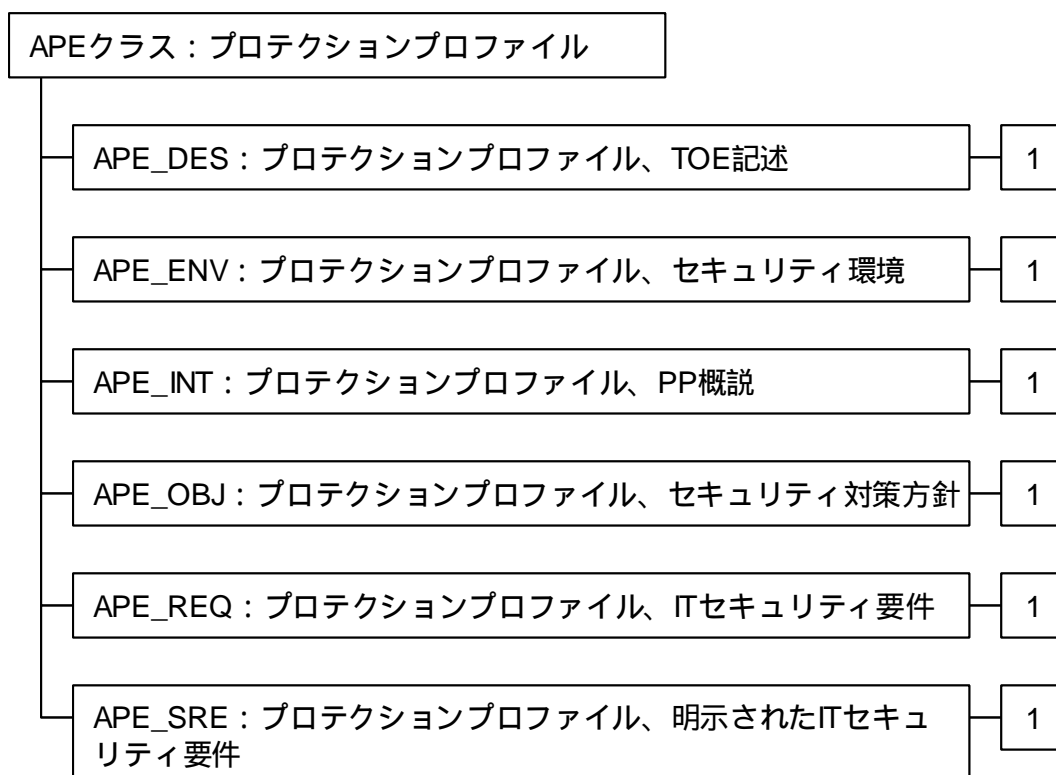 APEクラス：プロテクションプロファイル
APE_DES：プロテクションプロファイル、TOE記述
1
APE_ENV：プロテクションプロファイル、セキュリティ環境
1
APE_INT：プロテクションプロファイル、PP概説
1
APE_OBJ：プロテクションプロファイル、セキュリティ対策方針
1
APE_REQ：プロテクションプロファイル、ITセキュリティ要件
1
APE_SRE：プロテクションプロファイル、明示されたITセキュ
リティ要件
1